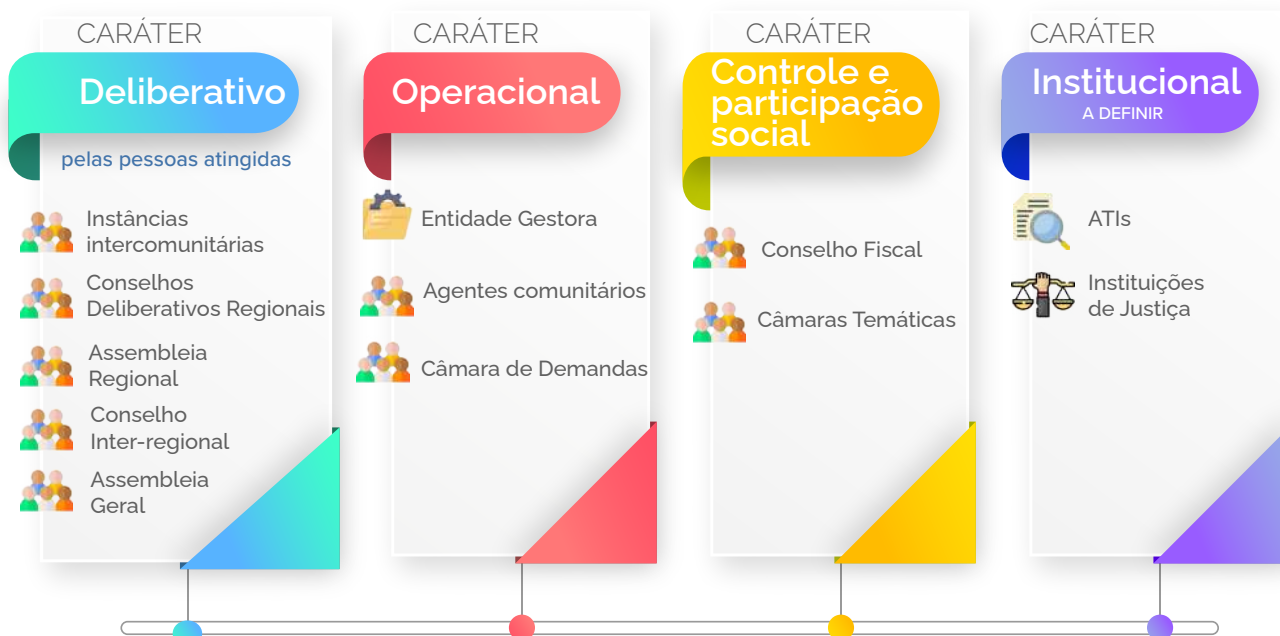 CARÁTER
Deliberativo
pelas pessoas atingidas
Instâncias
intercomunitárias
Conselhos
Deliberativos Regionais
Assembleia
Regional
Conselho
Inter-regional
Assembleia
Geral
CARÁTER
Operacional
Entidade Gestora
Agentes comunitários
Câmara de Demandas
CARÁTER
Controle e
participação
social
Conselho Fiscal
Câmaras Temáticas
CARÁTER
Institucional
A DEFINIR
ATIs
Instituições
de Justiça